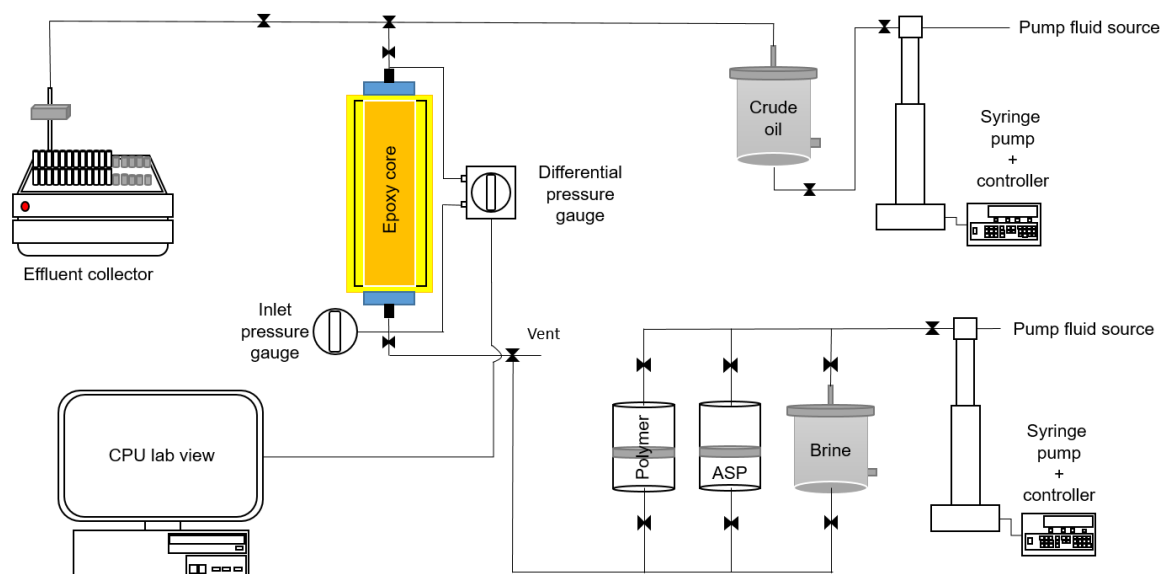 Pump fluid source
Crude
oil
Syringe
pump
+
controller
Epoxy core
Differential
pressure
gauge
Effluent collector
Inlet
pressure
gauge
Vent
Pump fluid source
Polymer
ASP
Brine
Syringe
pump
+
controller
CPU lab view